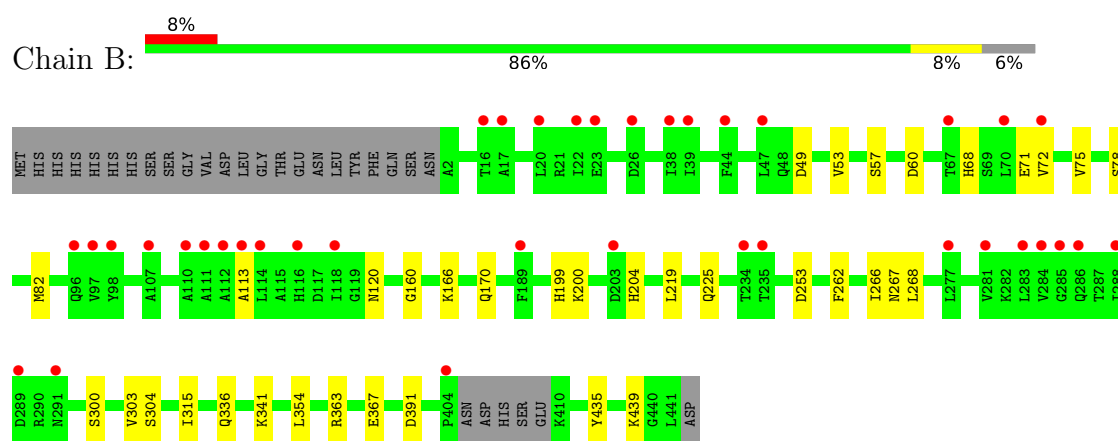 8%
Chain B:
86% 8% 6%
MET HIS HIS HIS HIS HIS HIS SER SER GLY VAL ASP LEU GLY THR GLU ASN LEU TYR PHE GLN SER ASN A2 T16 A17 L20 R21 I22 E23 D26 I38 I39 F44 L47 Q48 D49 V53 S57 D60 T67 H68 S69 L70 E71 V72 V75 S78
M82 Q96 V97 Y98 A107 A110 A111 A112 A113 L114 A115 H116 D117 I118 G119 N120 G160 K166 Q170 F189 H199 K200 D203 H204 L219 Q225 T234 T235 D253 F262 I266 N267 L268 L277 V281 K282 L283 V284 G285 Q286 T287
D289 R290 N291 S300 V303 S304 I315 Q336 K341 L354 R363 E367 D391 P404 ASN ASP HIS SER GLU K410 Y435 K439 G440 L441 ASP